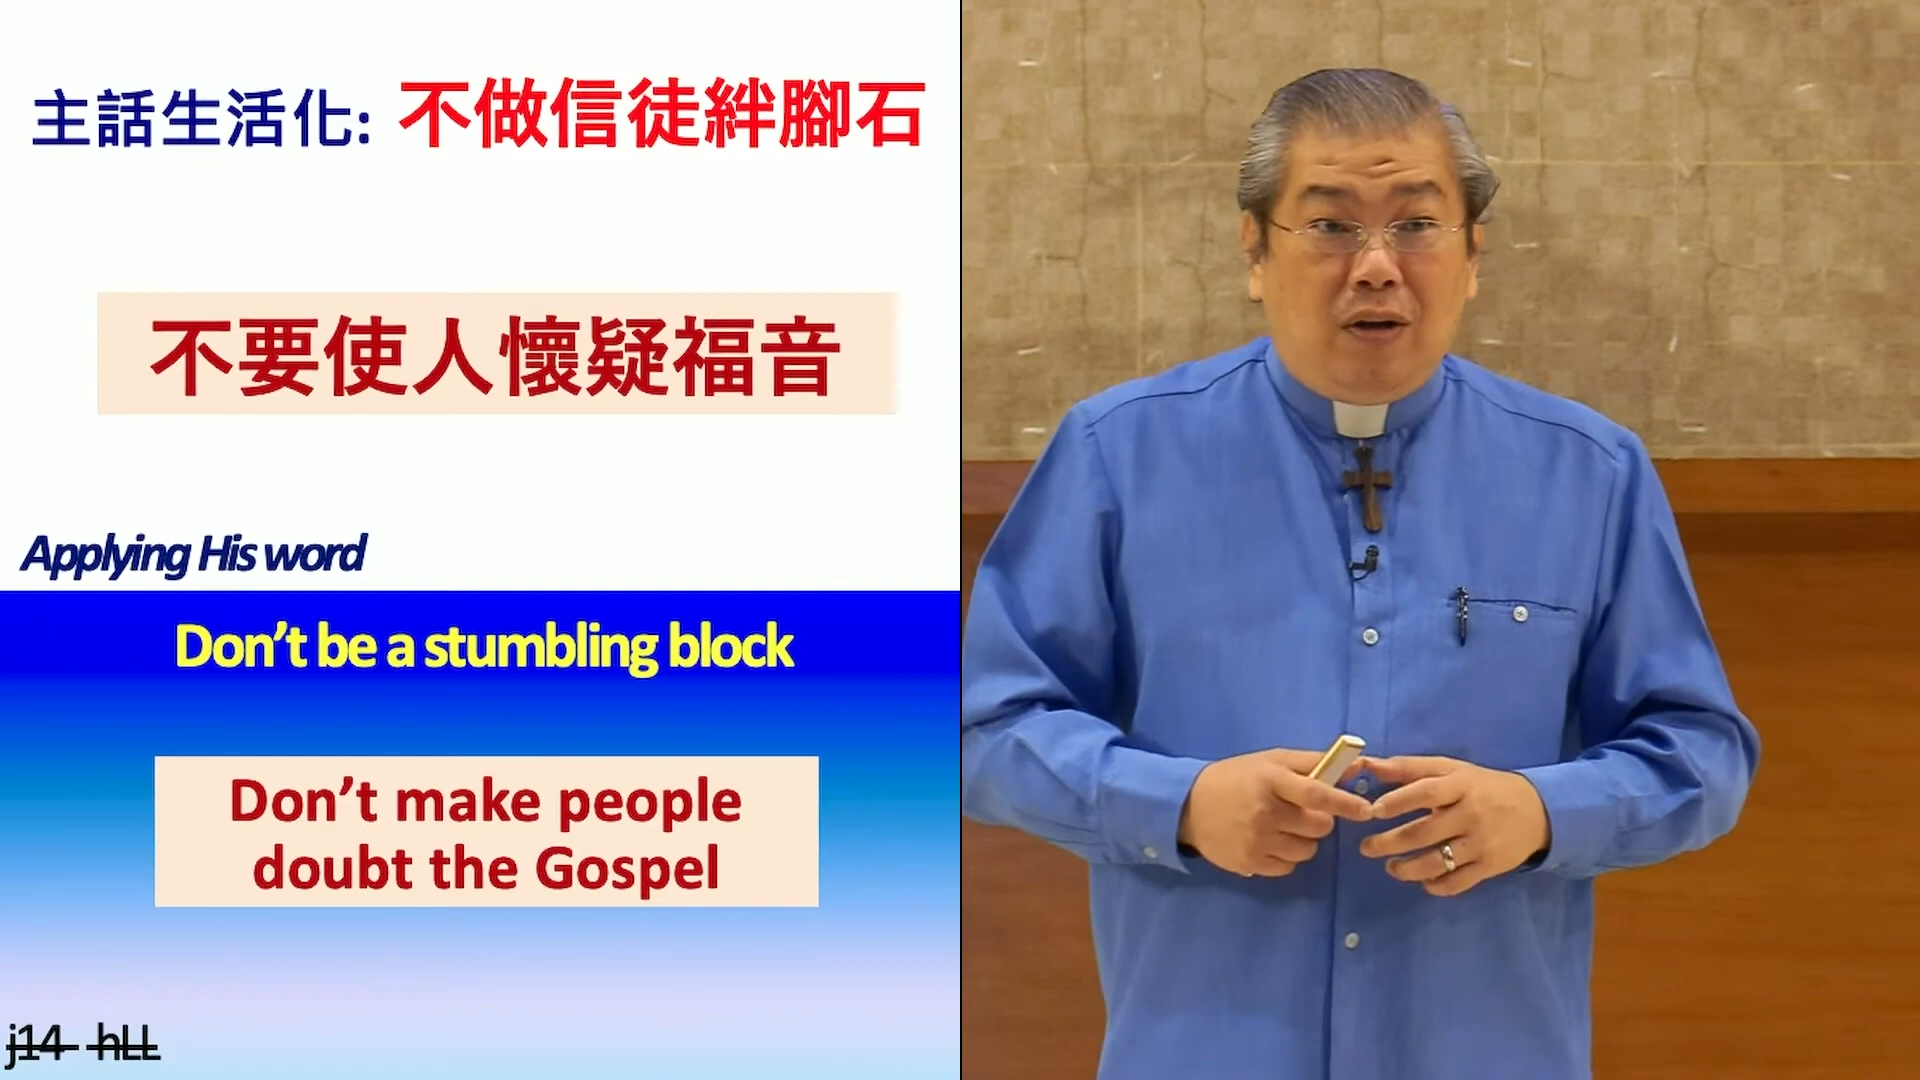 主話生活化: 不做信徒絆腳石
不要使人懷疑福音
Applying His word
Don't be a stumbling block
Don't make people
doubt the Gospel
j14 hLL